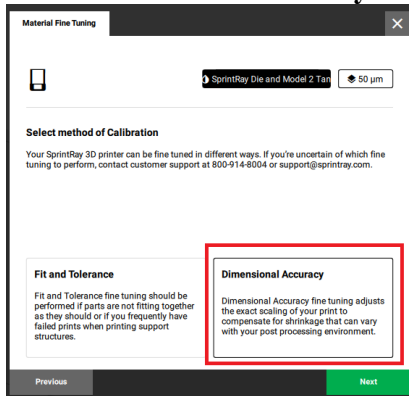 Material Fine Tuning
SprintRay Die and Model 2 Tan
50 µm
Select method of Calibration
Your SprintRay 3D printer can be fine tuned in different ways. If you're uncertain of which fine
tuning to perform, contact customer support at 800-914-8004 or support@sprintray.com.
Fit and Tolerance
Fit and Tolerance fine tuning should be
performed if parts are not fitting together
as they should or if you frequently have
failed prints when printing support
structures.
Dimensional Accuracy
Dimensional Accuracy fine tuning adjusts
the exact scaling of your print to
compensate for shrinkage that can vary
with your post processing environment.
Previous
Next